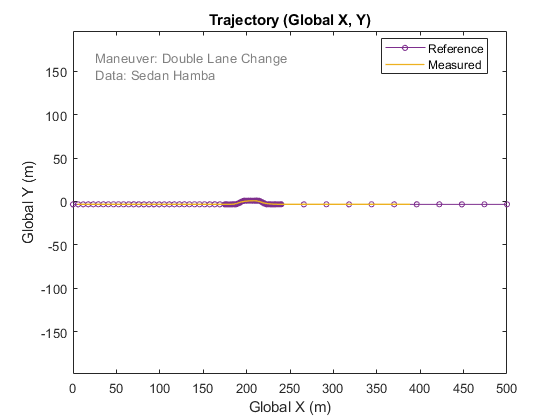 Trajectory (Global X, Y)
Maneuver: Double Lane Change
Data: Sedan Hamba
Reference
Measured
150
100
50
0
-50
-100
-150
Global Y (m)
0 50 100 150 200 250 300 350 400 450 500
Global X (m)